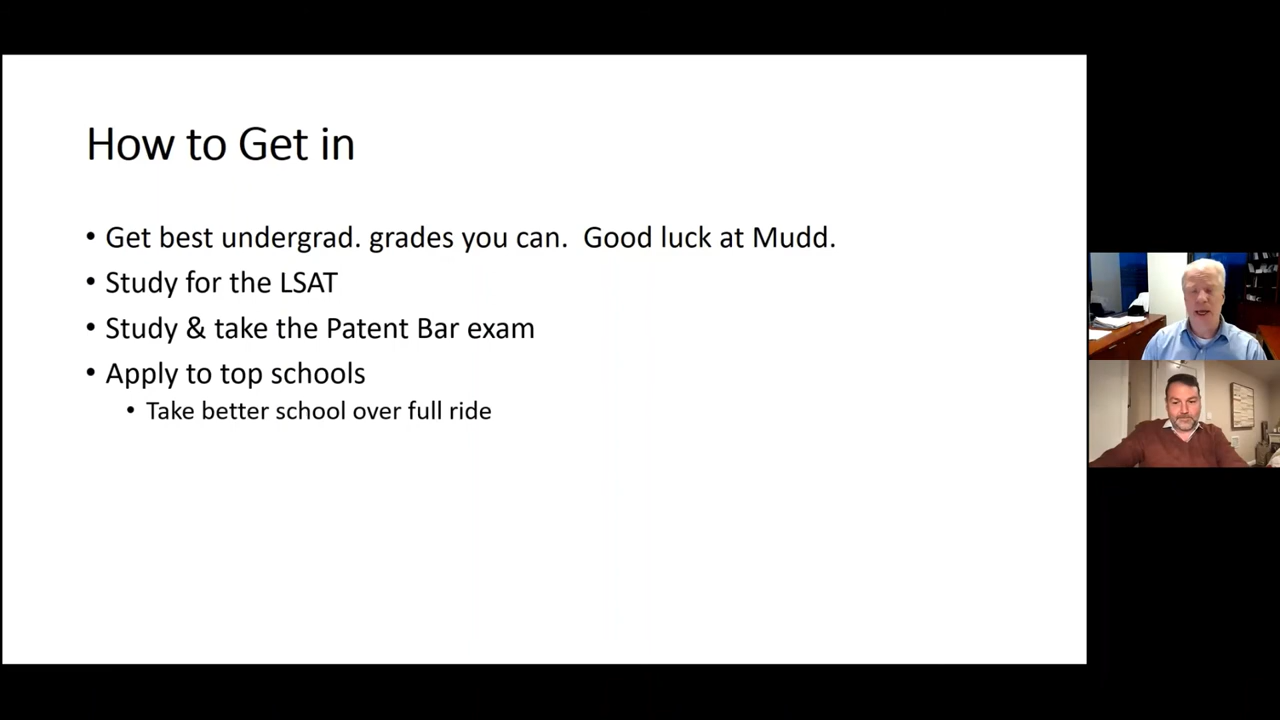 How to Get in
• Get best undergrad. grades you can.  Good luck at Mudd.
• Study for the LSAT
• Study & take the Patent Bar exam
• Apply to top schools
• Take better school over full ride